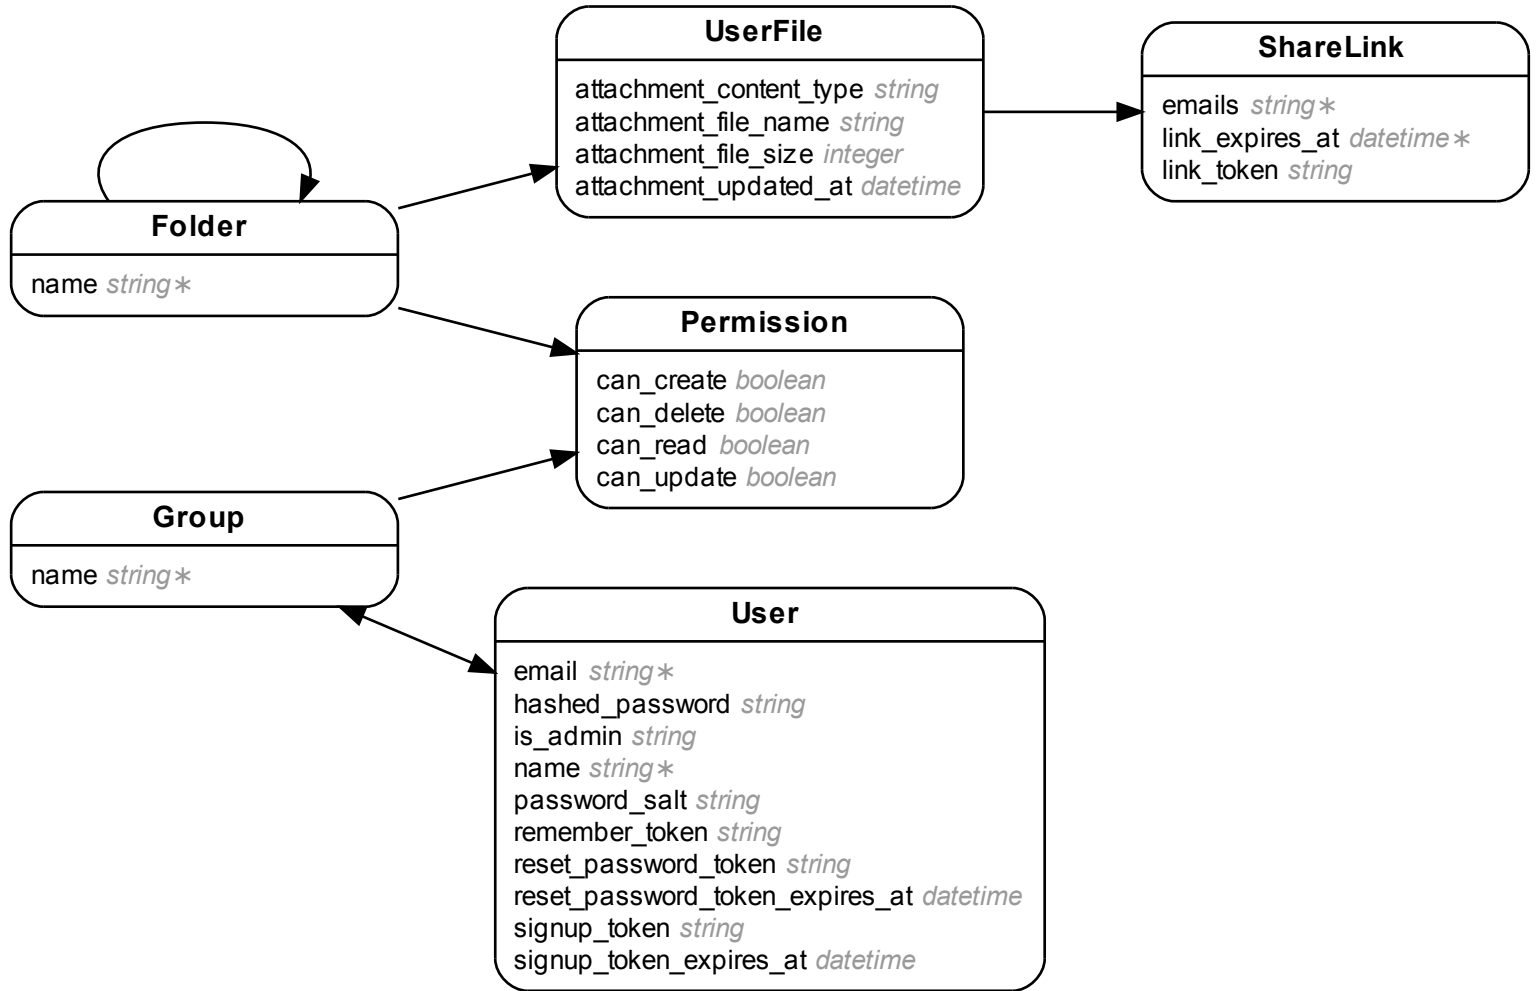 UserFile
attachment_content_type string
attachment_file_name string
attachment_file_size integer
attachment_updated_at datetime
ShareLink
emails string∗
link_expires_at datetime∗
link_token string
Folder
name string∗
Permission
can_create boolean
can_delete boolean
can_read boolean
can_update boolean
Group
name string∗
User
email string∗
hashed_password string
is_admin string
name string∗
password_salt string
remember_token string
reset_password_token string
reset_password_token_expires_at datetime
signup_token string
signup_token_expires_at datetime